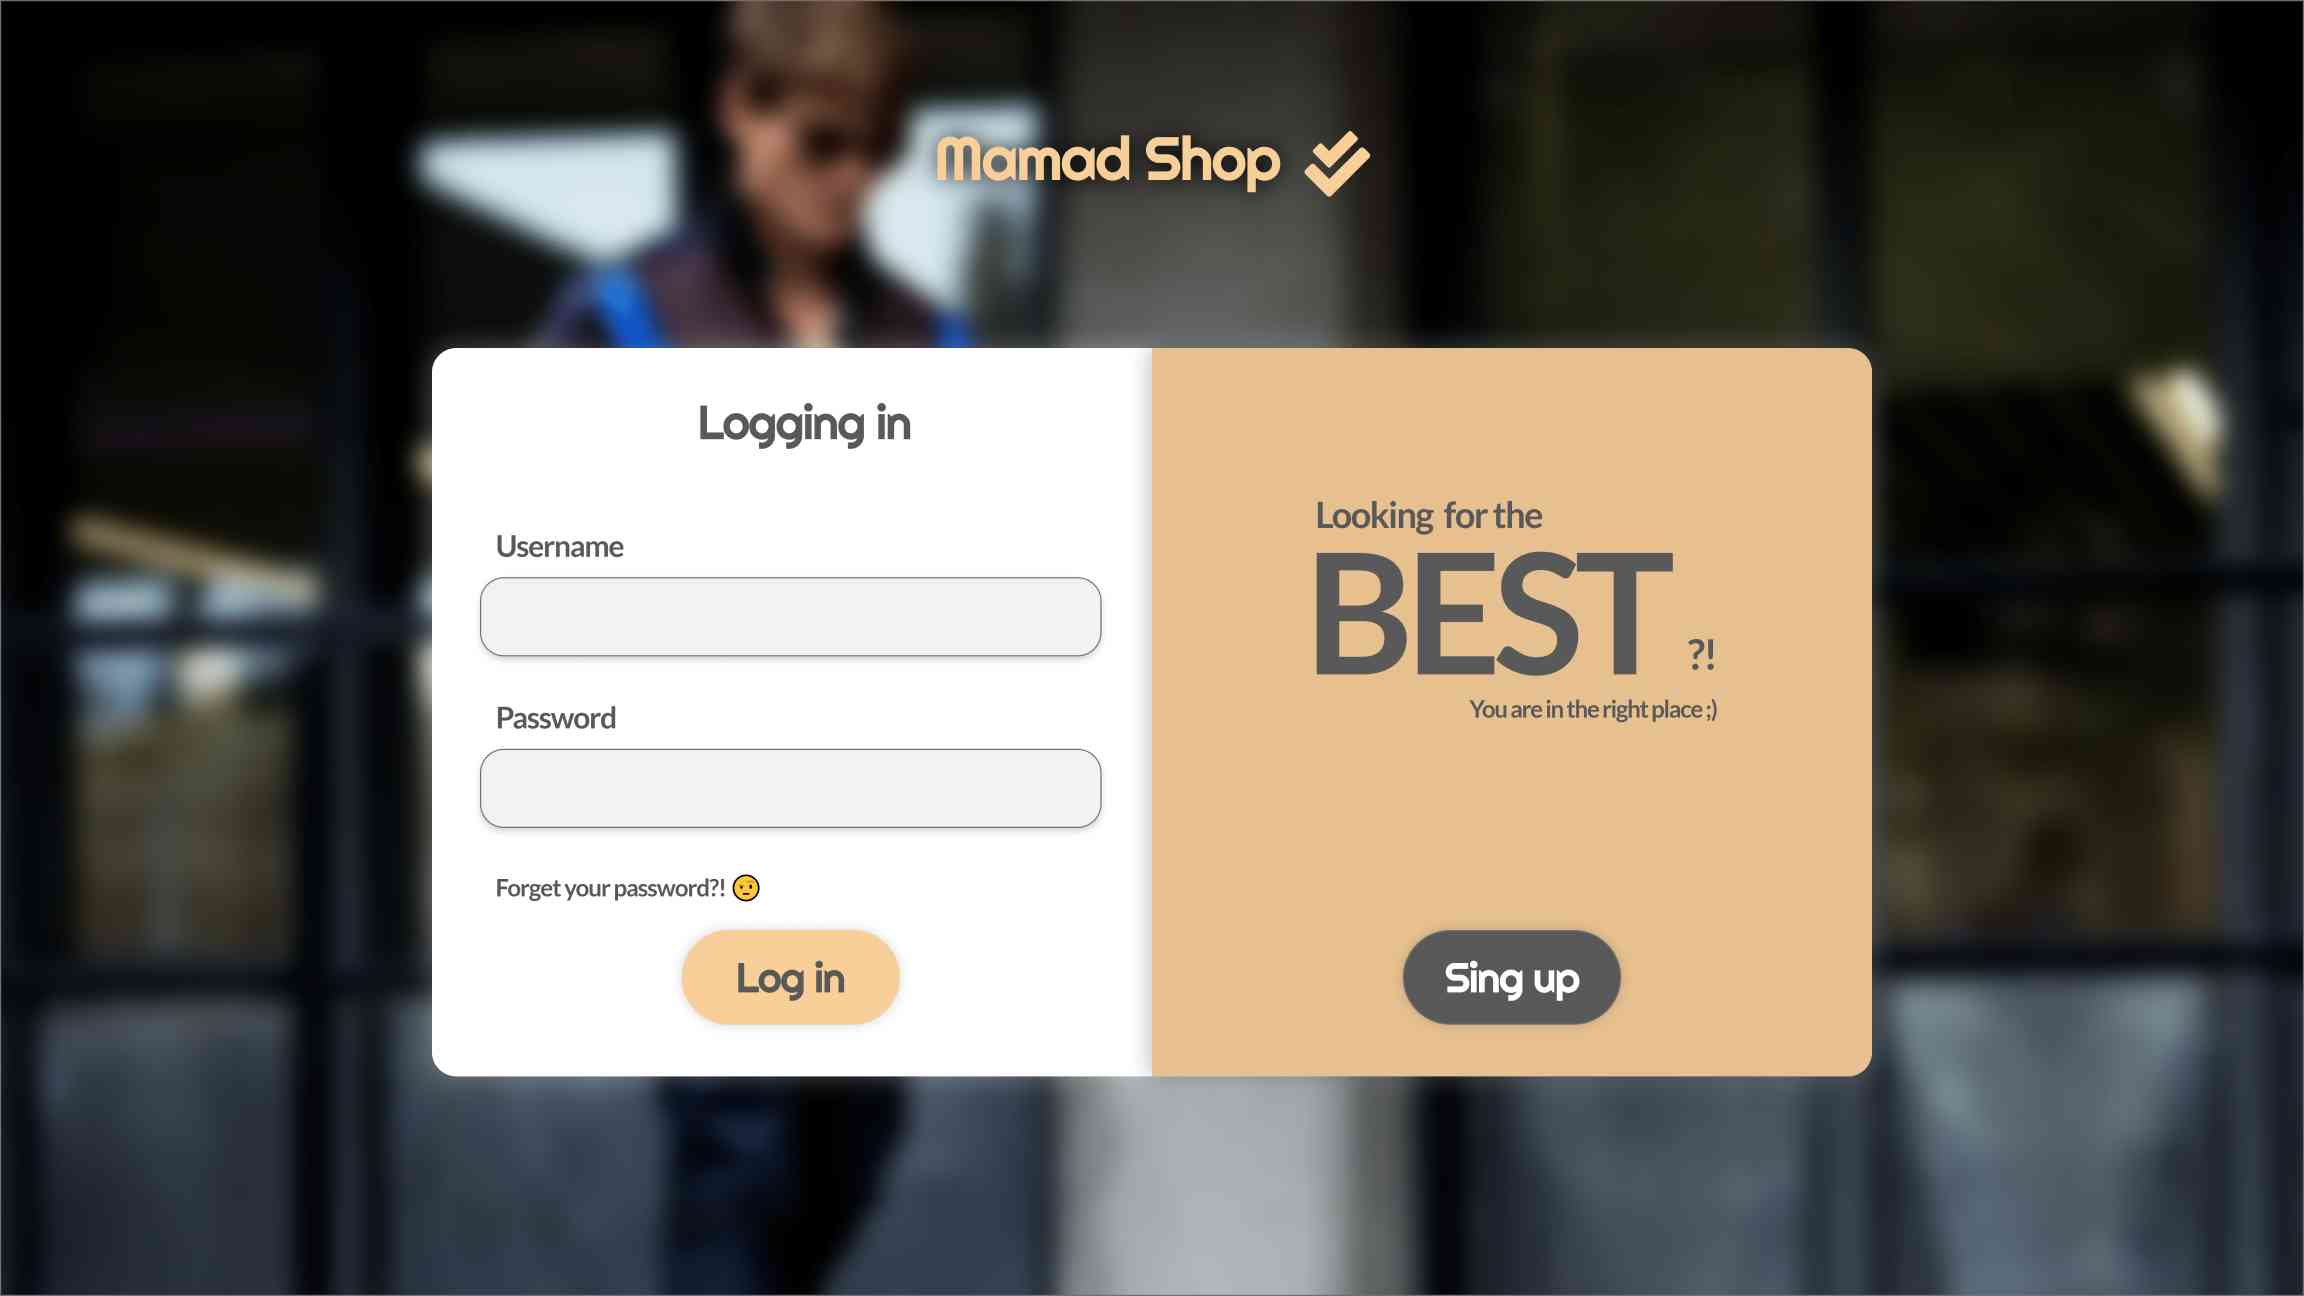 Mamad Shop
Logging in
Username
Password
Forget your password?!
Log in
Looking for the
BEST ?!
You are in the right place ;)
Sing up